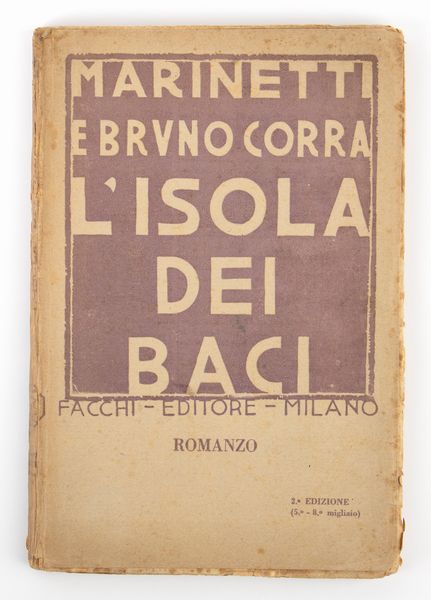 MARINETTI
E BRVNO CORRA
L'ISOLA
DEI
BACI
FACCHI - EDITORE - MILANO
ROMANZO
2.ª EDIZIONE
(5.º - 8.º migliaio)